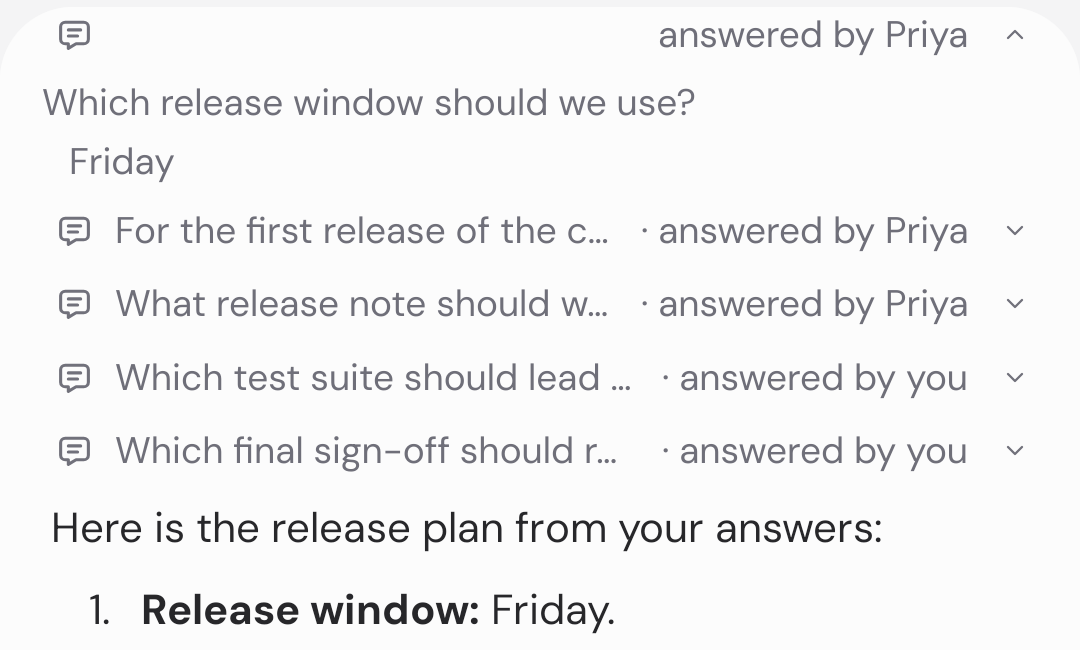 answered by Priya
Which release window should we use?
Friday
For the first release of the c... · answered by Priya
What release note should w... · answered by Priya
Which test suite should lead ... · answered by you
Which final sign-off should r... · answered by you
Here is the release plan from your answers:
1. Release window: Friday.